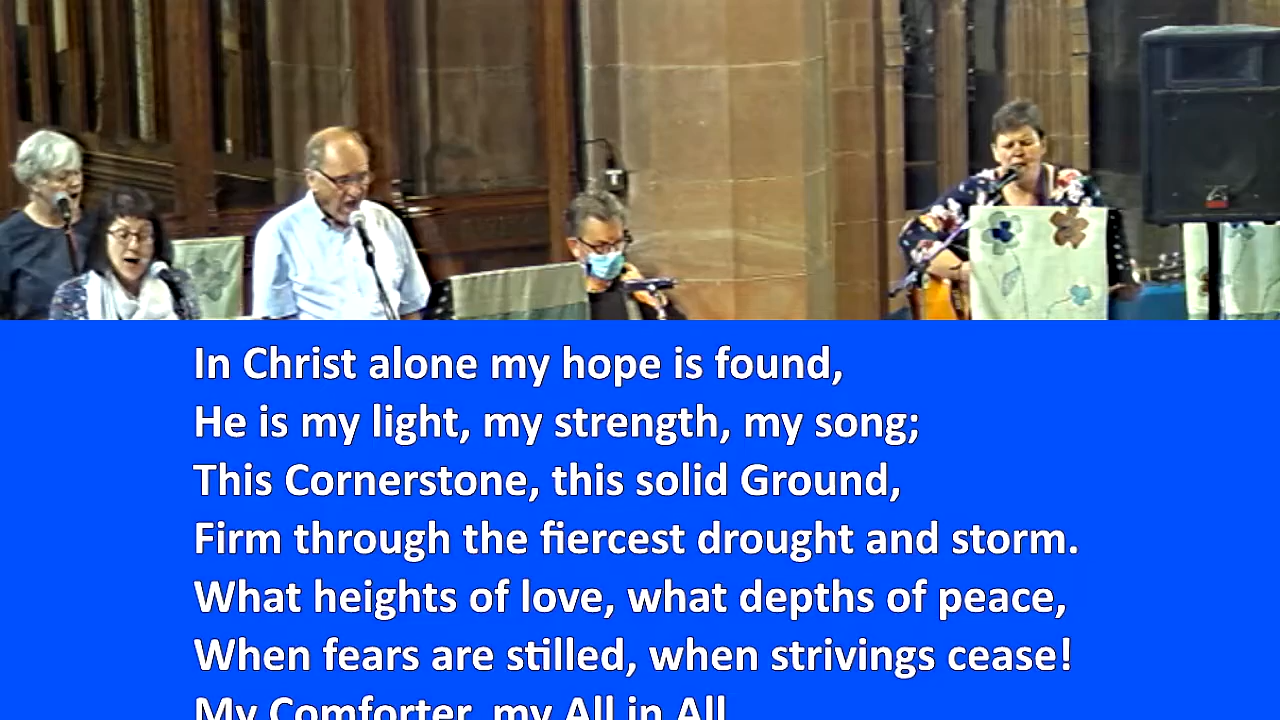 In Christ alone my hope is found,
He is my light, my strength, my song;
This Cornerstone, this solid Ground,
Firm through the fiercest drought and storm.
What heights of love, what depths of peace,
When fears are stilled, when strivings cease!
My Comforter, my All in All